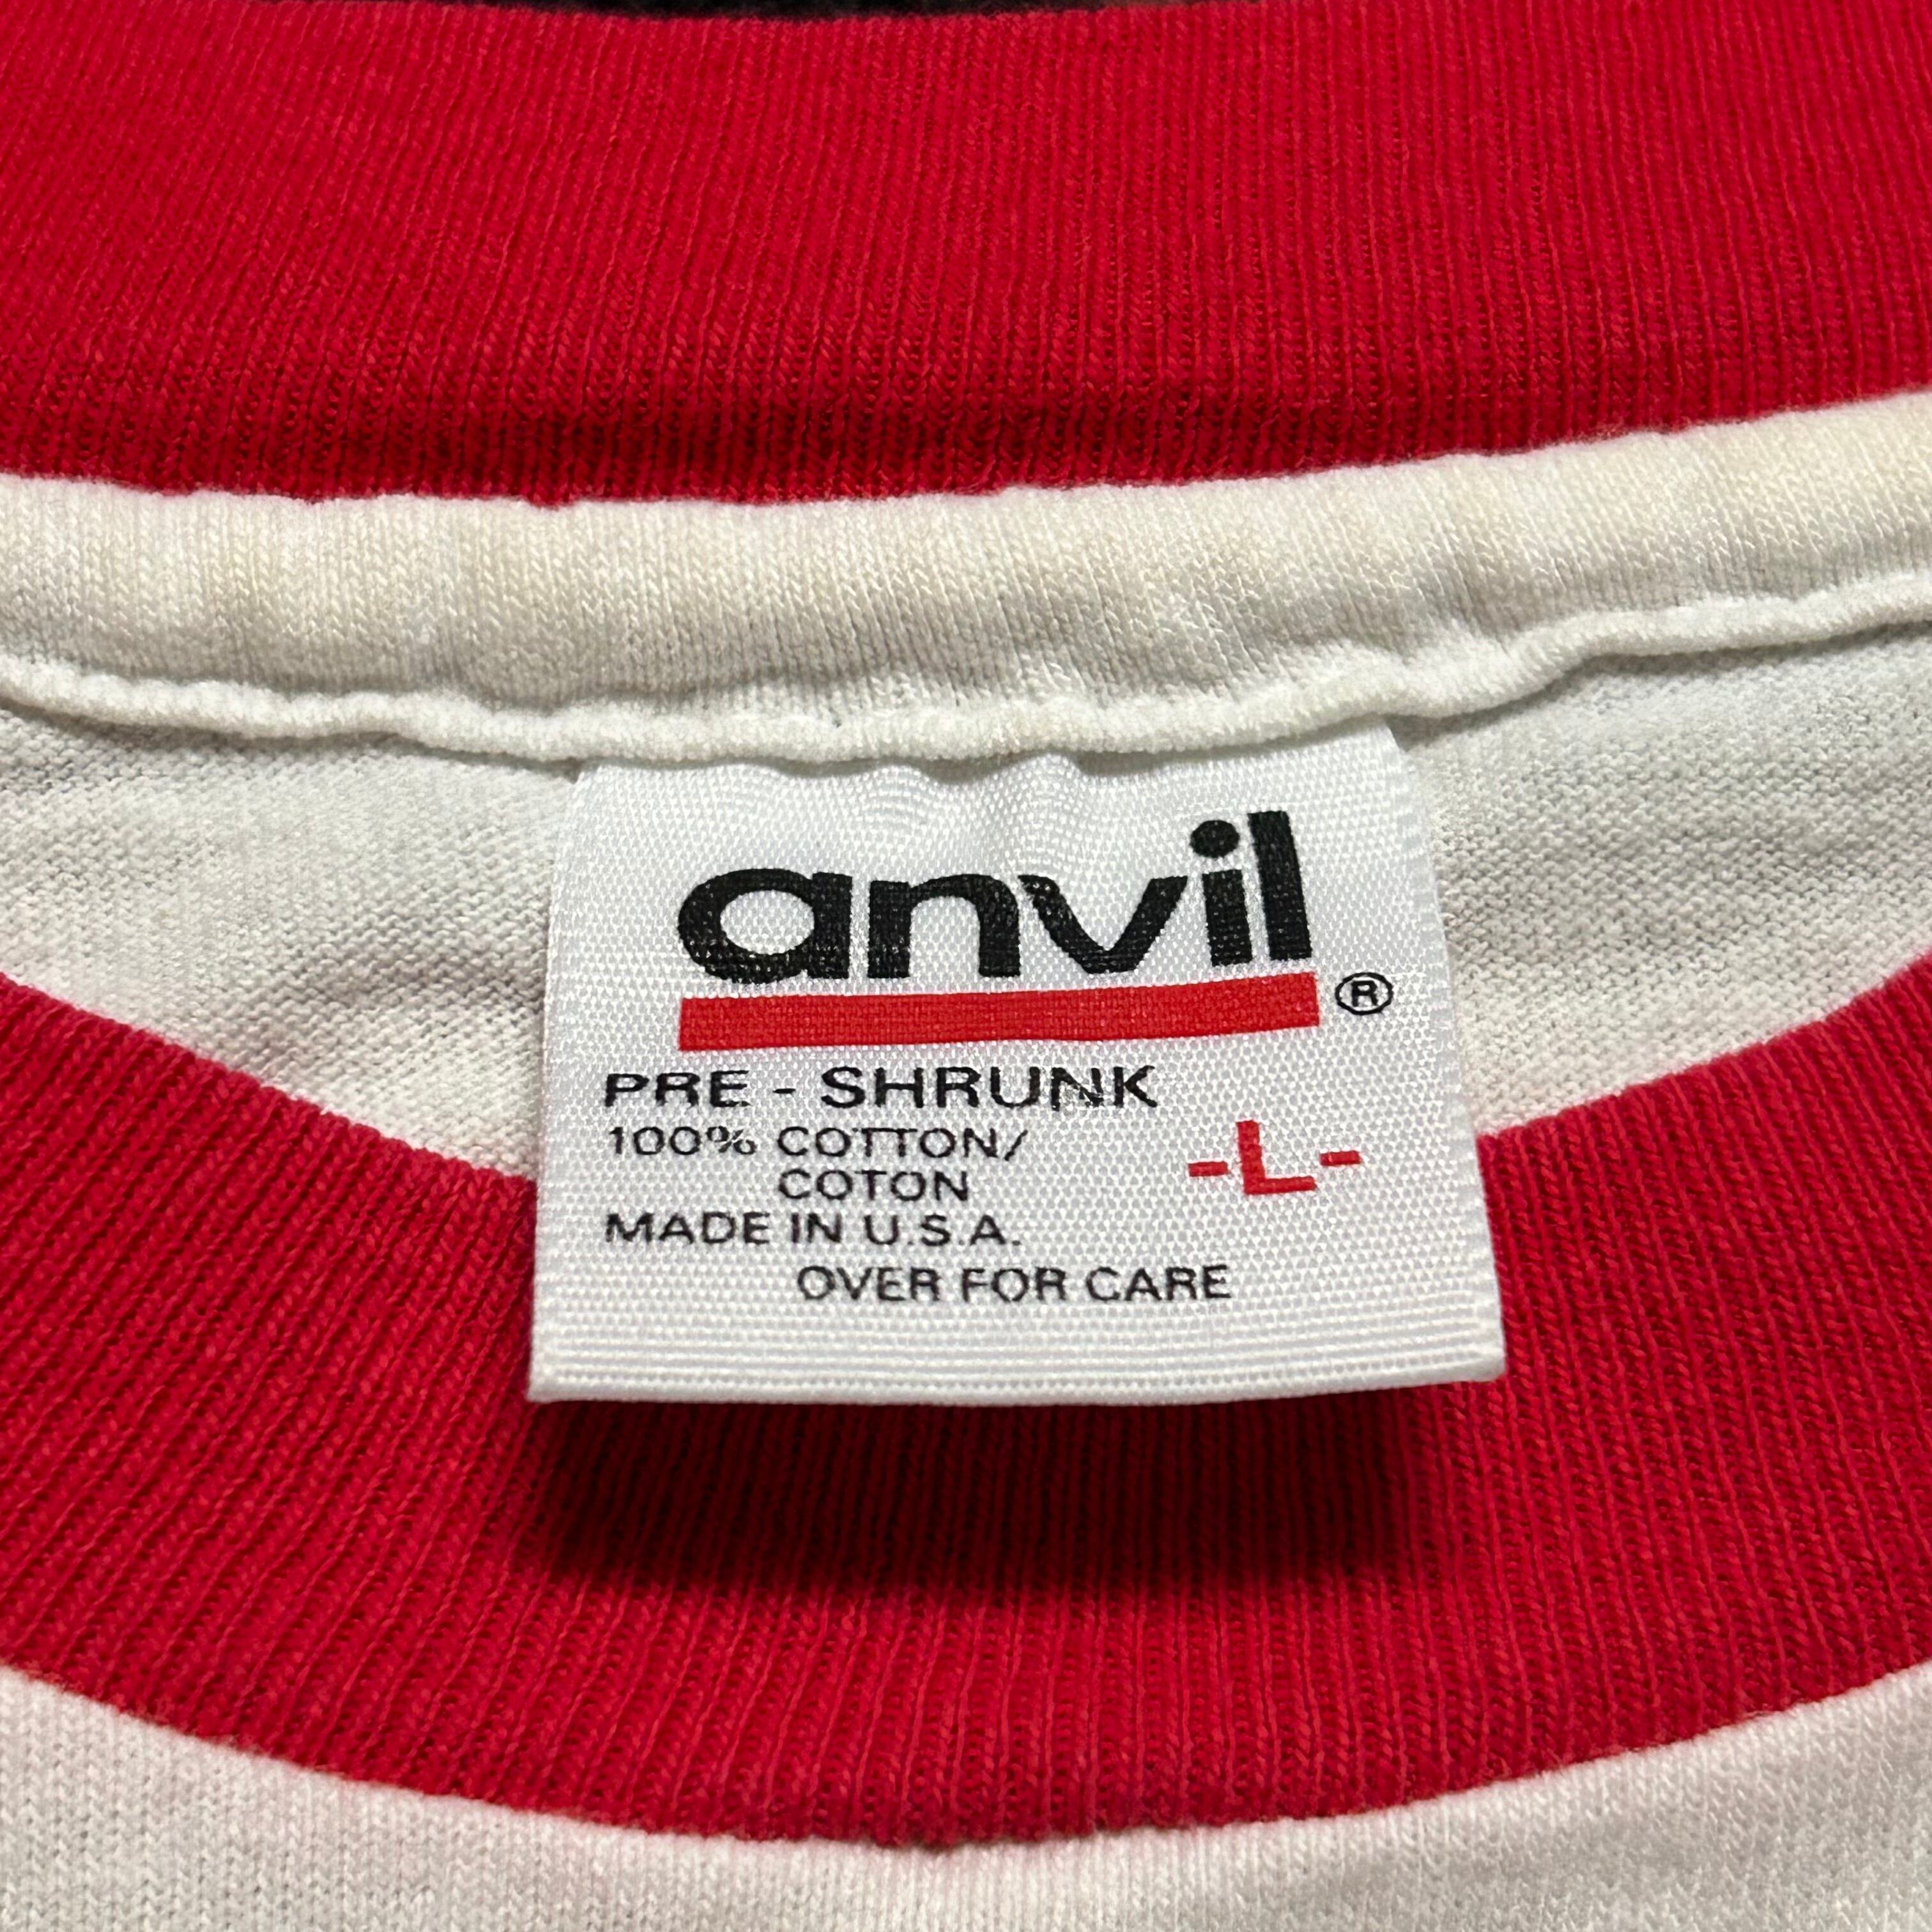 anvil®
PRE - SHRUNK
100% COTTON/
COTON
-L-
MADE IN U.S.A.
OVER FOR CARE